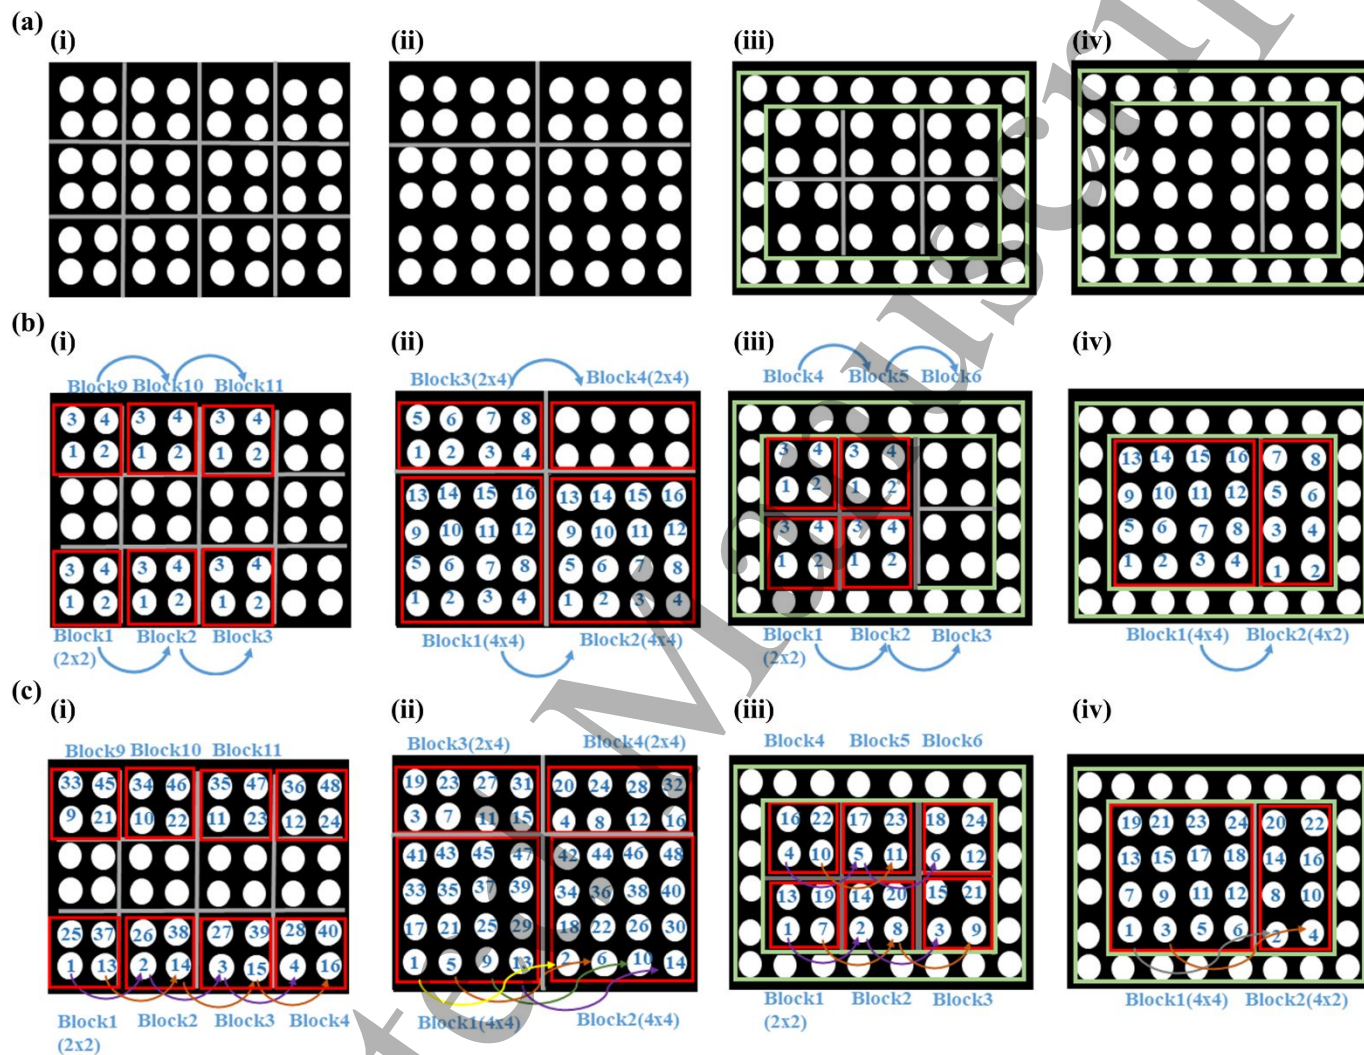 (a)
(i) (ii) (iii) (iv)
(b)
(i) (ii) (iii) (iv)
Block9 Block10 Block11 Block3(2x4) Block4(2x4) Block4 Block5 Block6
3 4 3 4 3 4 5 6 7 8 3 4 3 4 13 14 15 16 7 8
1 2 1 2 1 2 1 2 3 4 1 2 1 2 9 10 11 12 5 6
13 14 15 16 13 14 15 16 3 4 3 4 5 6 7 8 3 4
9 10 11 12 9 10 11 12 1 2 1 2 1 2 3 4 1 2
3 4 3 4 3 4 5 6 7 8 5 6 7 8
1 2 1 2 1 2 1 2 3 4 1 2 3 4
Block1 Block2 Block3 Block1(4x4) Block2(4x4) Block1 Block2 Block3 Block1(4x4) Block2(4x2)
(2x2) (2x2)
(c)
(i) (ii) (iii) (iv)
Block9 Block10 Block11 Block3(2x4) Block4(2x4) Block4 Block5 Block6
33 45 34 46 35 47 36 48 19 23 27 31 20 24 28 32 16 22 17 23 18 24 19 21 23 24 20 22
9 21 10 22 11 23 12 24 3 7 11 15 4 8 12 16 4 10 5 11 6 12 13 15 17 18 14 16
41 43 45 47 42 44 46 48 13 19 14 20 15 21 7 9 11 12 8 10
33 35 37 39 34 36 38 40 1 7 2 8 3 9 1 3 5 6 2 4
25 37 26 38 27 39 28 40 17 21 25 29 18 22 26 30
1 13 2 14 3 15 4 16 1 5 9 13 2 6 10 14
Block1 Block2 Block3 Block4 Block1(4x4) Block2(4x4) Block1 Block2 Block3 Block1(4x4) Block2(4x2)
(2x2) (2x2)